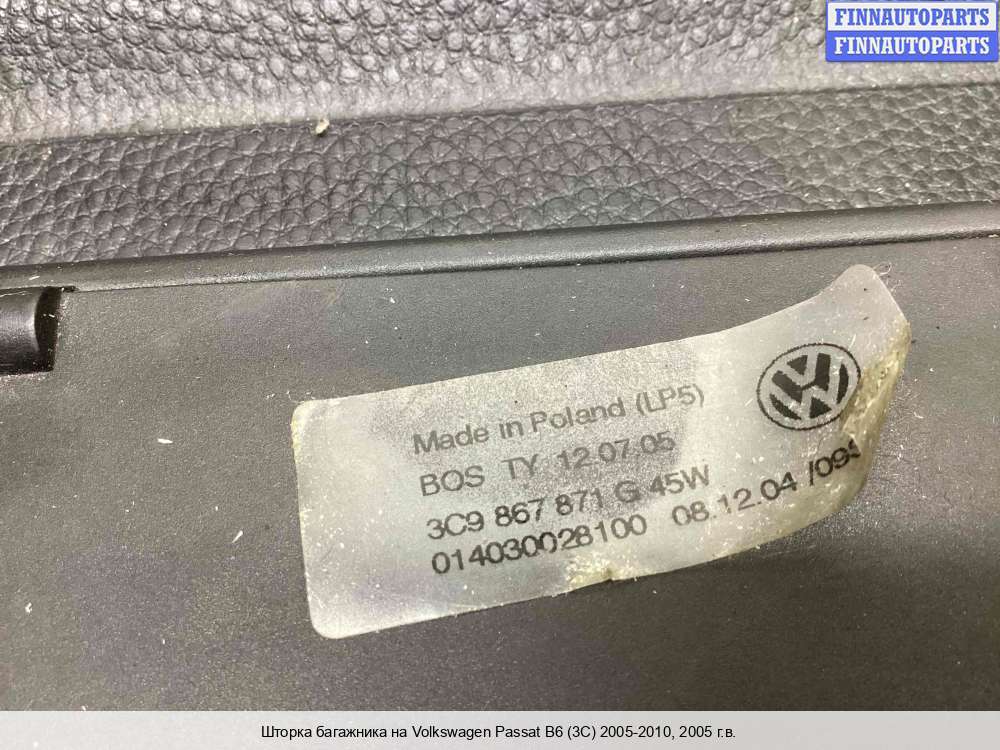 FINNAUTOPARTS
FINNAUTOPARTS
Made in Poland (LP5)
BOS TY 12.07.05
3C9 867 871 G 45W
014030028100 08.12.04
Шторка багажника на Volkswagen Passat B6 (3C) 2005-2010, 2005 г.в.